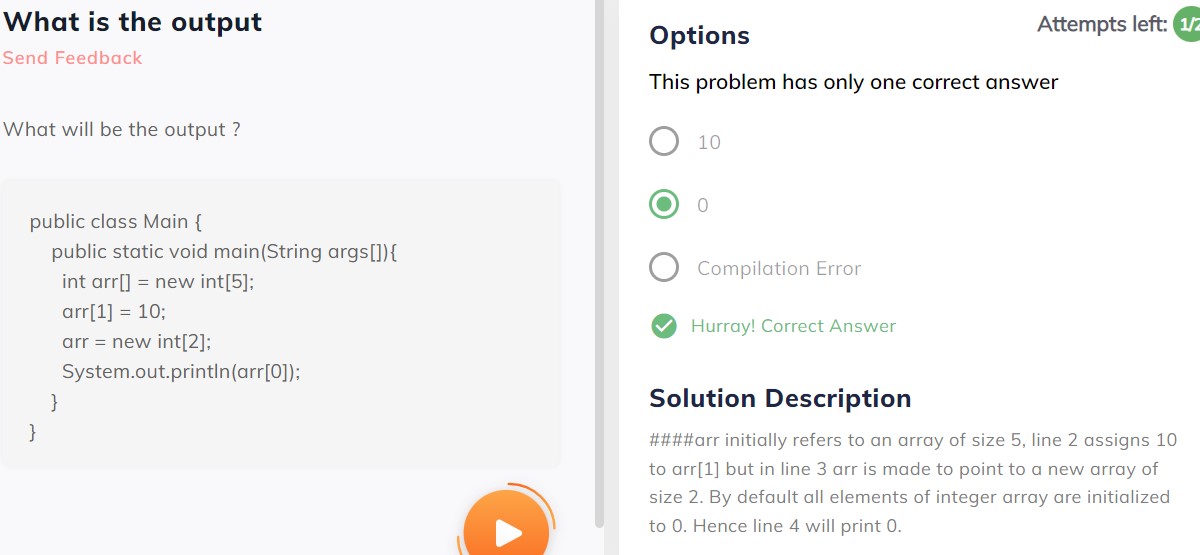 What is the output
Send Feedback
What will be the output ?
public class Main {
public static void main(String args[]){
int arr[] = new int[5];
arr[1] = 10;
arr = new int[2];
System.out.println(arr[0]);
}
}
Attempts left: 1/2
Options
This problem has only one correct answer
10
0
Compilation Error
Hurray! Correct Answer
Solution Description
####arr initially refers to an array of size 5, line 2 assigns 10
to arr[1] but in line 3 arr is made to point to a new array of
size 2. By default all elements of integer array are initialized
to 0. Hence line 4 will print 0.